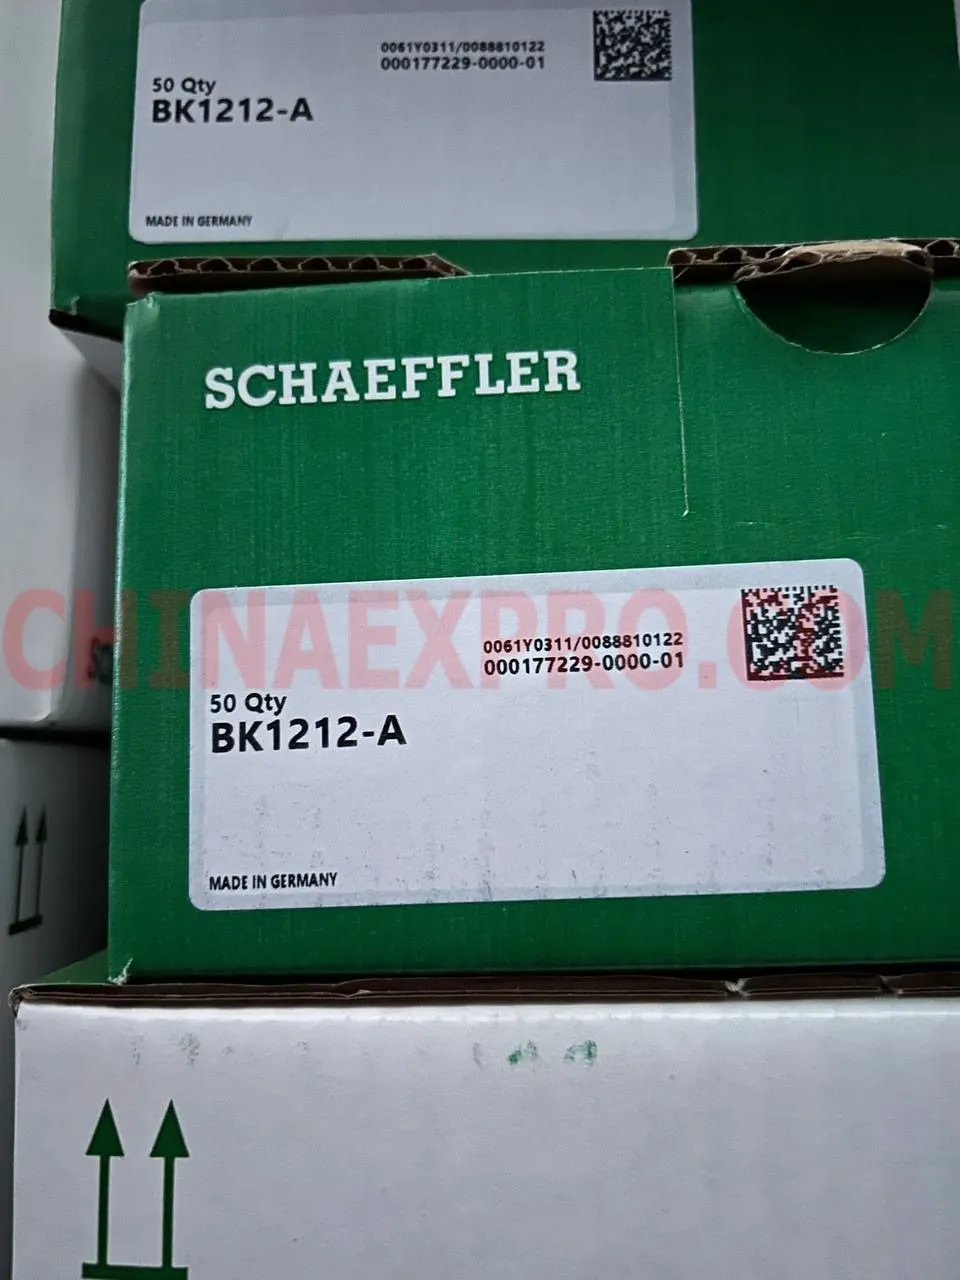 0061Y0311/0088810122
000177229-0000-01
50 Qty
BK1212-A
MADE IN GERMANY
SCHAEFFLER
CHINAEXPRO.COM
0061Y0311/0088810122
000177229-0000-01
50 Qty
BK1212-A
MADE IN GERMANY